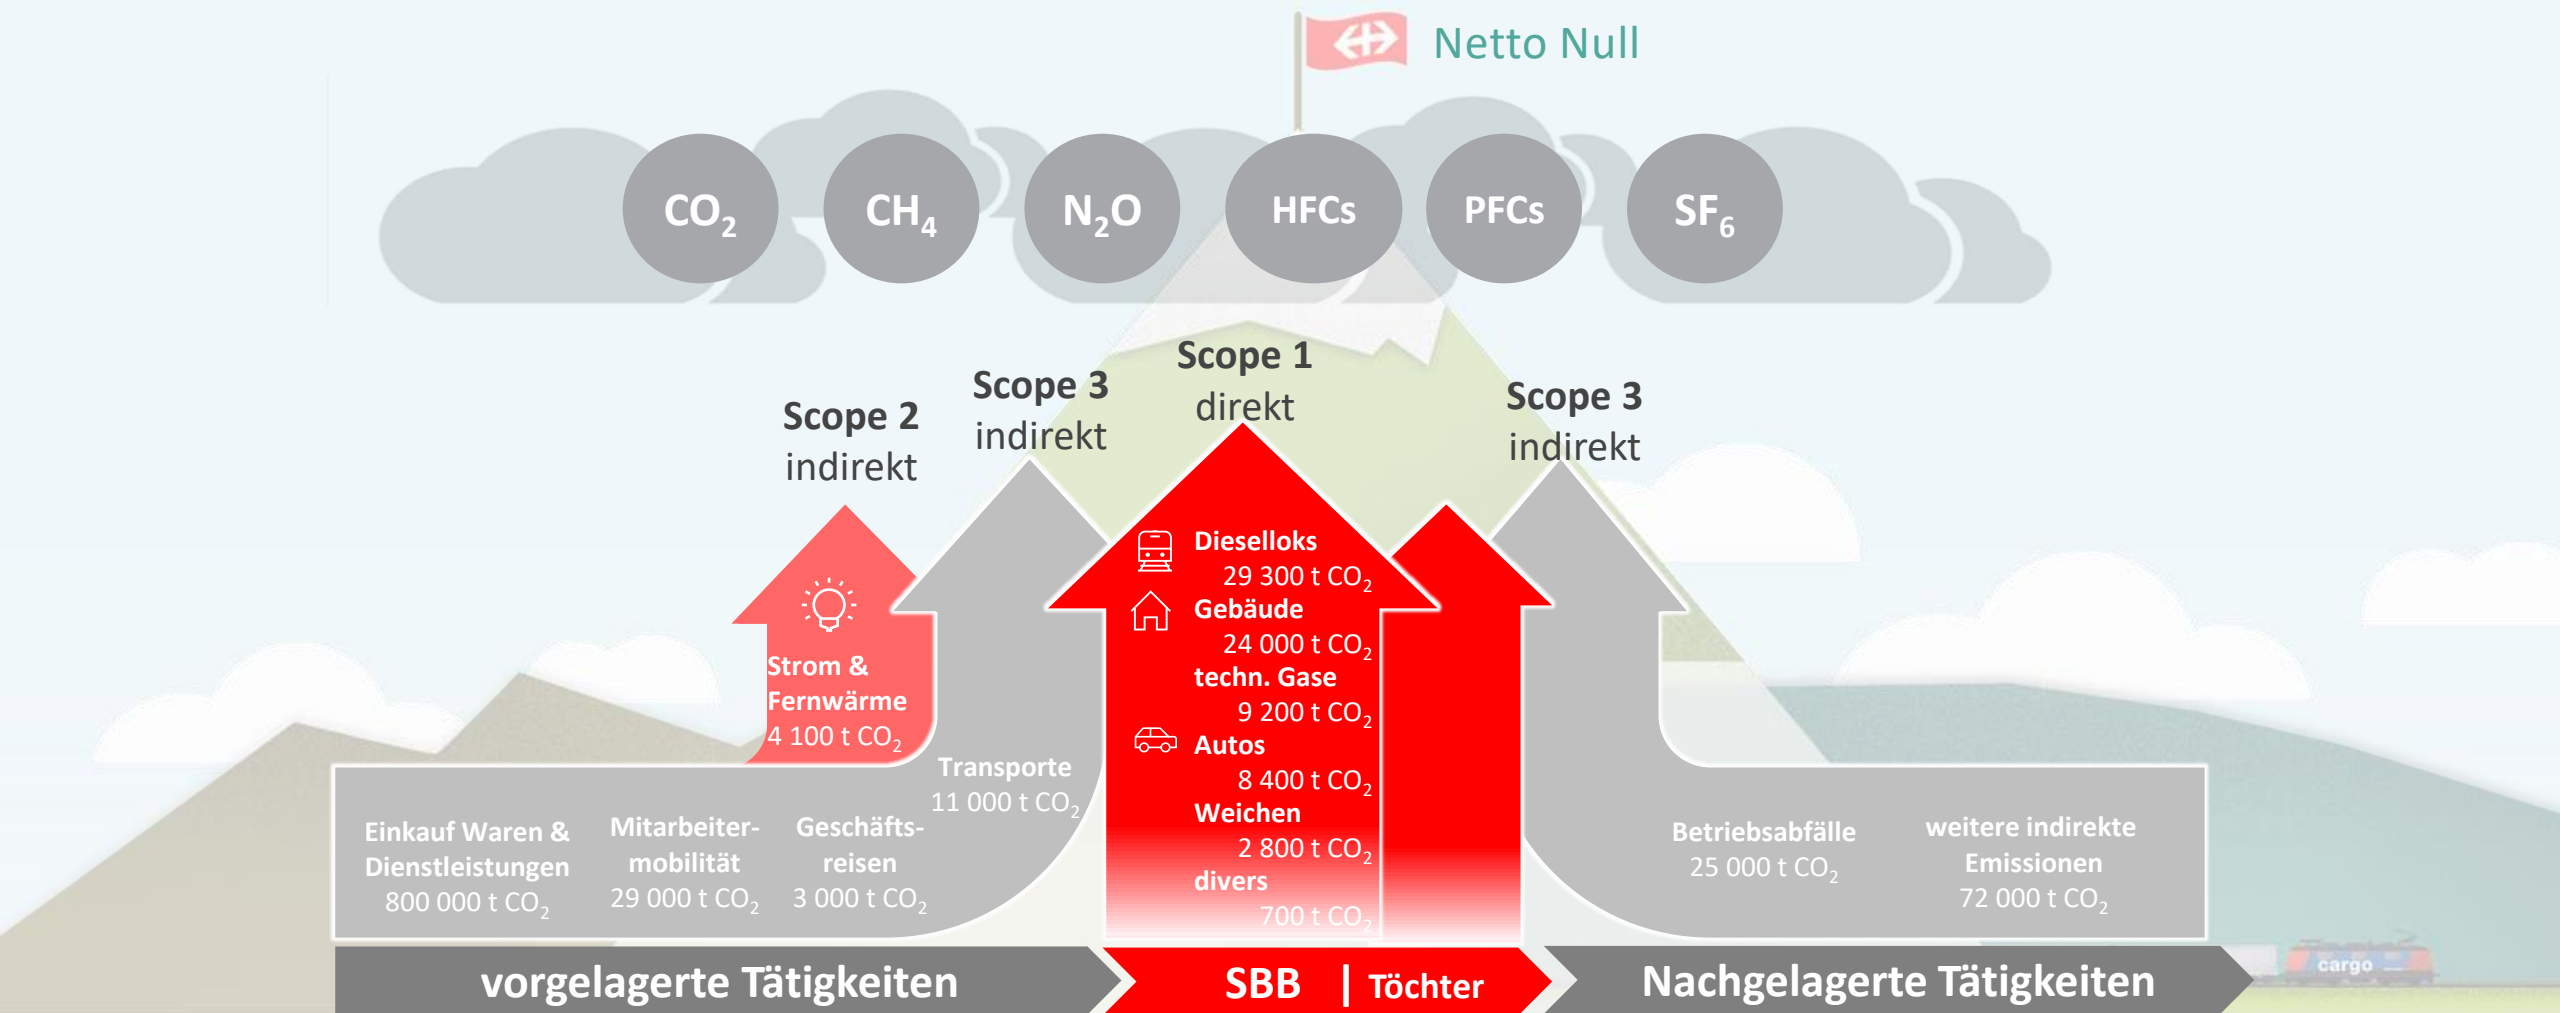 Netto Null
CO₂
CH₄
N₂O
HFCs
PFCs
SF₆
Scope 2
indirekt
Scope 3
indirekt
Scope 1
direkt
Scope 3
indirekt
Strom &
Fernwärme
4 100 t CO₂
Dieselloks
29 300 t CO₂
Gebäude
24 000 t CO₂
techn. Gase
9 200 t CO₂
Autos
8 400 t CO₂
Weichen
2 800 t CO₂
divers
700 t CO₂
Einkauf Waren &
Dienstleistungen
800 000 t CO₂
Mitarbeiter-
mobilität
29 000 t CO₂
Geschäfts-
reisen
3 000 t CO₂
Transporte
11 000 t CO₂
Betriebsabfälle
25 000 t CO₂
weitere indirekte
Emissionen
72 000 t CO₂
cargo
vorgelagerte Tätigkeiten
SBB | Töchter
Nachgelagerte Tätigkeiten